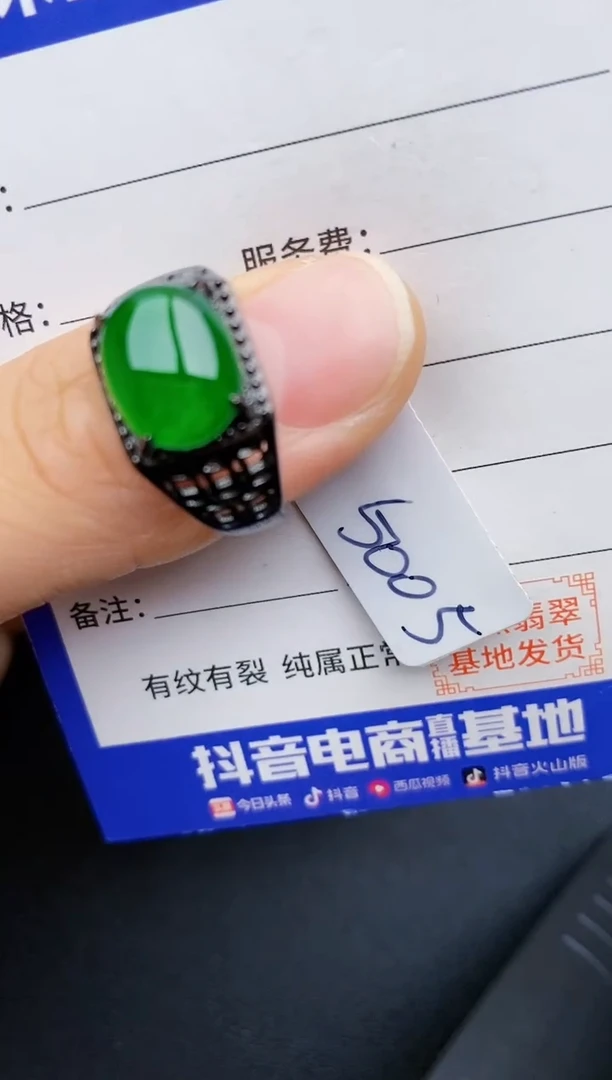 服务费：
格：
5005
备注：
翡翠
基地发货
有纹有裂 纯属正常
抖音电商直播基地
今日头条 抖音 西瓜视频 抖音火山版